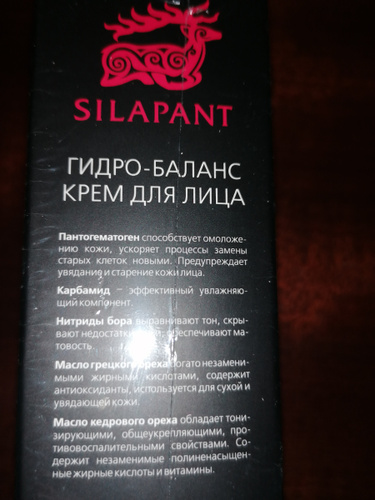 SILAPANT
ГИДРО-БАЛАНС
КРЕМ ДЛЯ ЛИЦА
Пантогематоген способствует омоложе-
нию кожи, ускоряет процессы замены
старых клеток новыми. Предупреждает
увядание и старение кожи лица.
Карбамид – эффективный увлажняю-
щий компонент.
Нитриды бора выравнивают тон, скры-
вают недостатки обеспечивают ма-
товость
Масло грецкого ореха богато незамени-
мыми жирными кислотами, содержит
антиоксиданты, используется для сухой и
увядающей кожи.
Масло кедрового ореха обладает тони-
зирующими, общеукрепляющими, про-
тивовоспалительными свойствами. Со-
держит незаменимые полиненасыщен-
ные жирные кислоты и витамины.